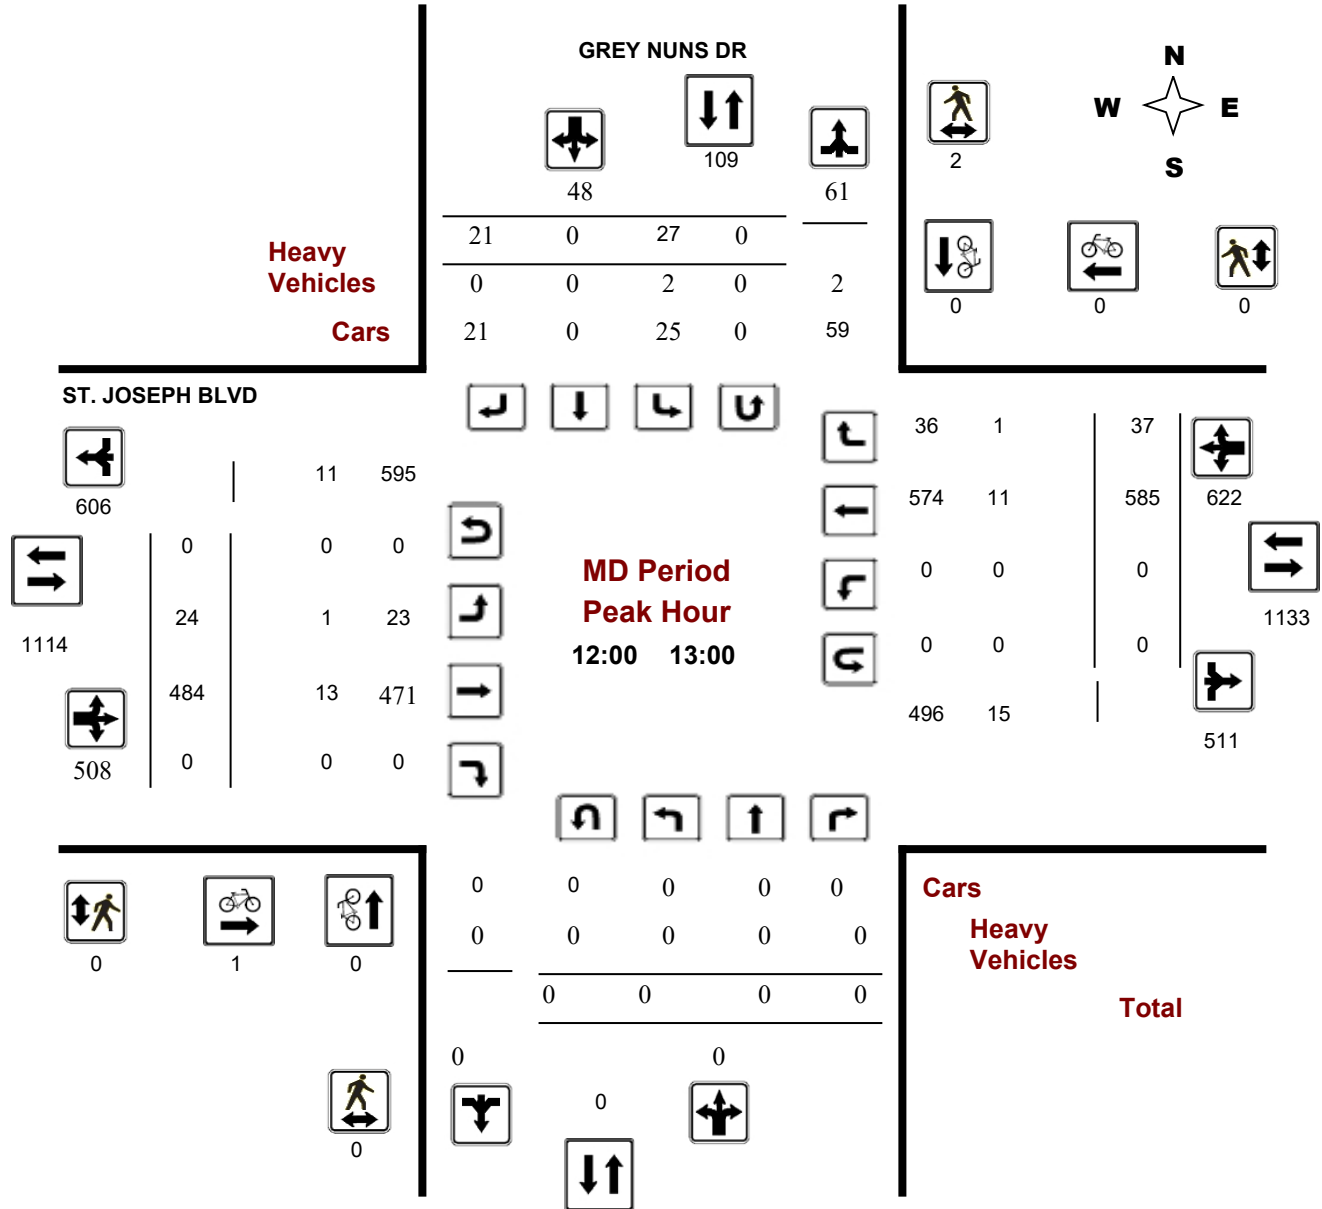 GREY NUNS DR
N
W E
S
109
2
48
61
21 0 27 0
Heavy
Vehicles
0 0 2 0 2
0 0 0
Cars
21 0 25 0 59
ST. JOSEPH BLVD
36 1 37
11 595
606
574 11 585 622
0 0 0
MD Period
0 0 0
Peak Hour
24 1 23
1133
1114
12:00 13:00
0 0 0
484 13 471
496 15
511
508
0 0 0
0 0 0 0 0
Cars
0 0 0 0 0
Heavy
Vehicles
0 1 0
0 0 0 0
Total
0 0
0
0